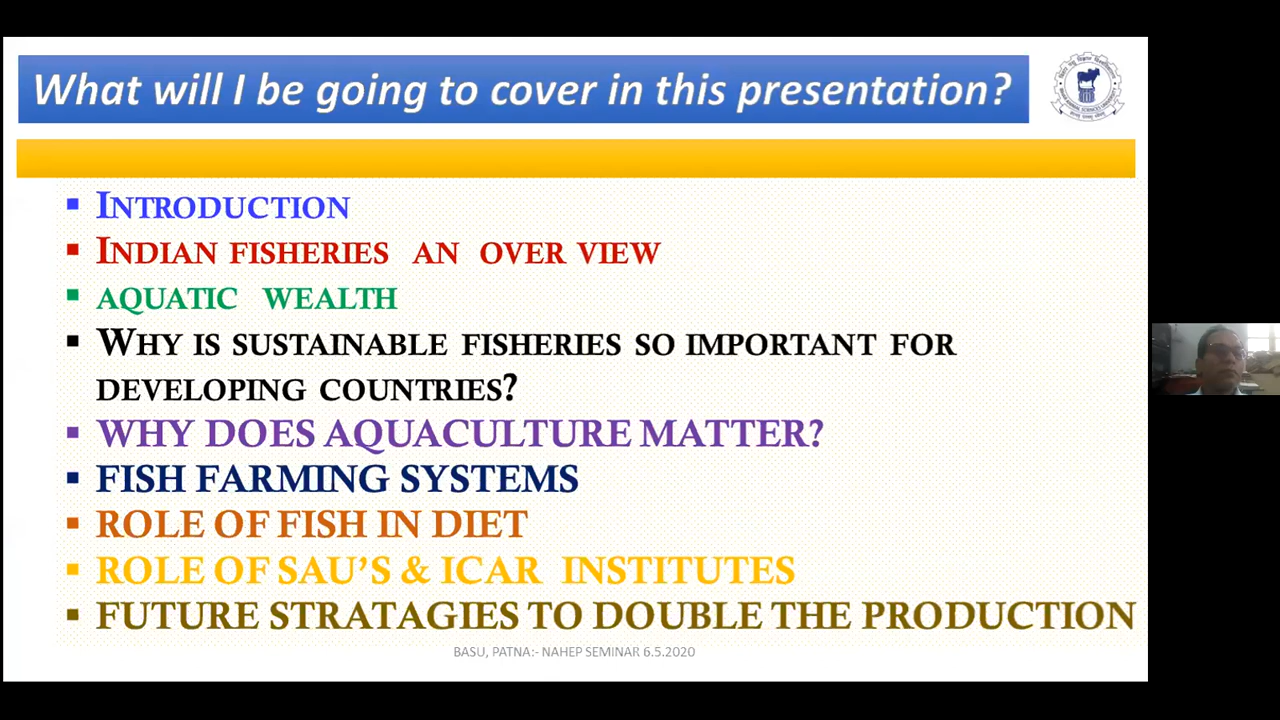 What will I be going to cover in this presentation?
INTRODUCTION
INDIAN FISHERIES AN OVER VIEW
AQUATIC WEALTH
WHY IS SUSTAINABLE FISHERIES SO IMPORTANT FOR
DEVELOPING COUNTRIES?
WHY DOES AQUACULTURE MATTER?
FISH FARMING SYSTEMS
ROLE OF FISH IN DIET
ROLE OF SAU'S & ICAR INSTITUTES
FUTURE STRATAGIES TO DOUBLE THE PRODUCTION
BASU, PATNA:- NAHEP SEMINAR 6.5.2020